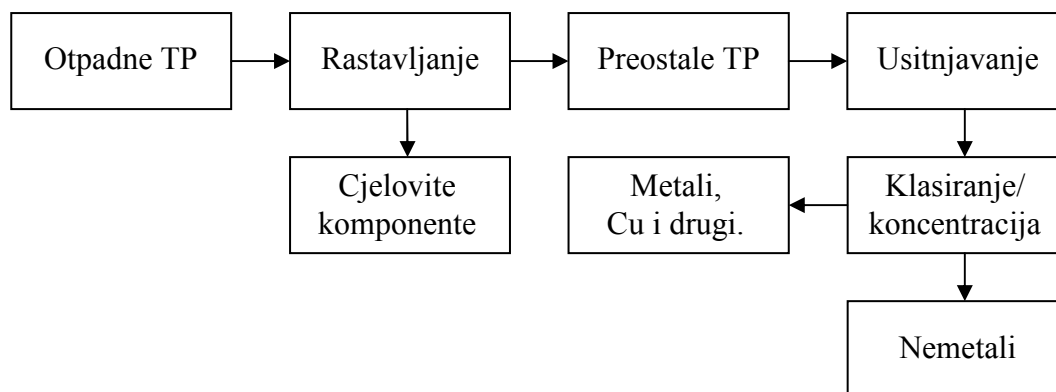 Otpadne TP
Rastavljanje
Preostale TP
Usitnjavanje
Cjelovite
komponente
Metali,
Cu i drugi.
Klasiranje/
koncentracija
Nemetali